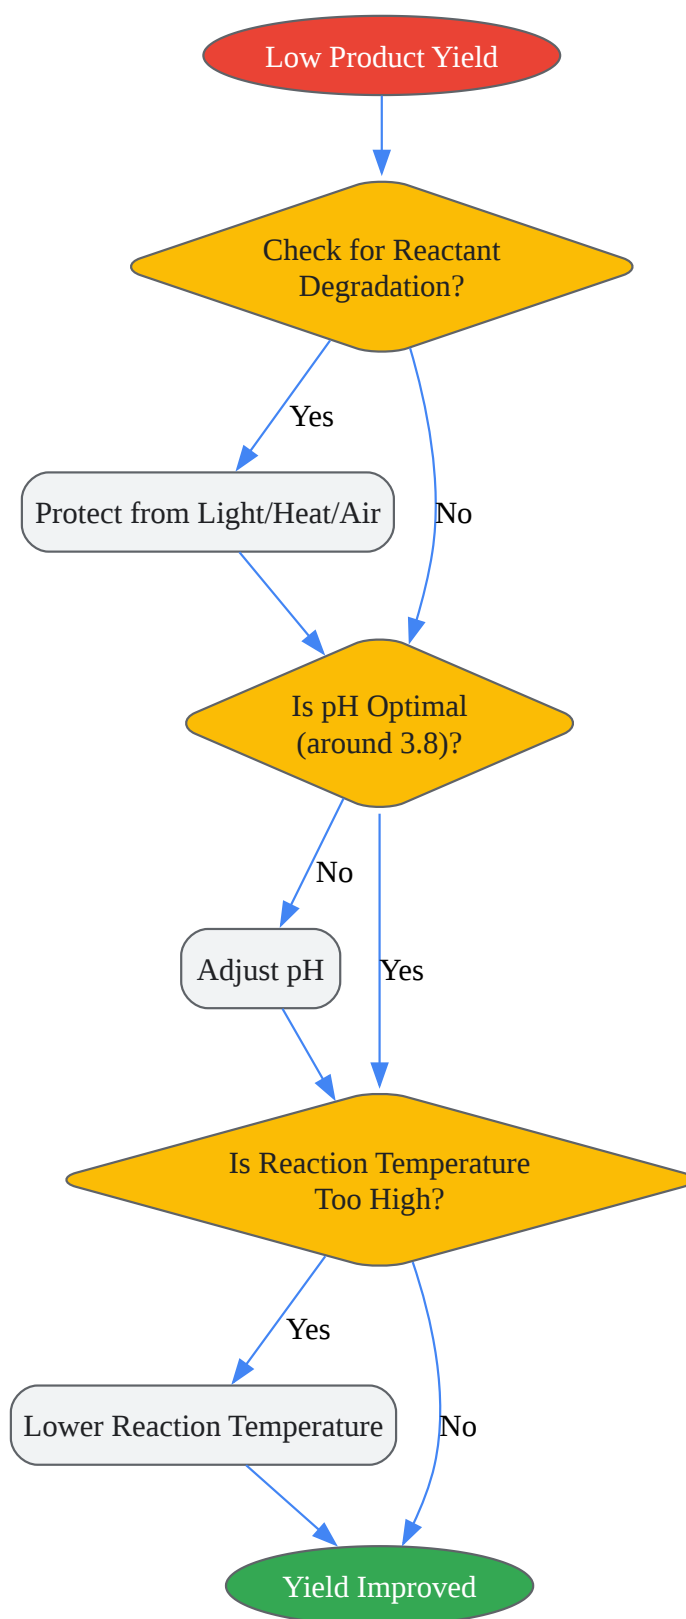 Low Product Yield
Check for Reactant
Degradation?
Yes
Protect from Light/Heat/Air
No
Is pH Optimal
(around 3.8)?
No
Adjust pH
Yes
Is Reaction Temperature
Too High?
Yes
Lower Reaction Temperature
No
Yield Improved